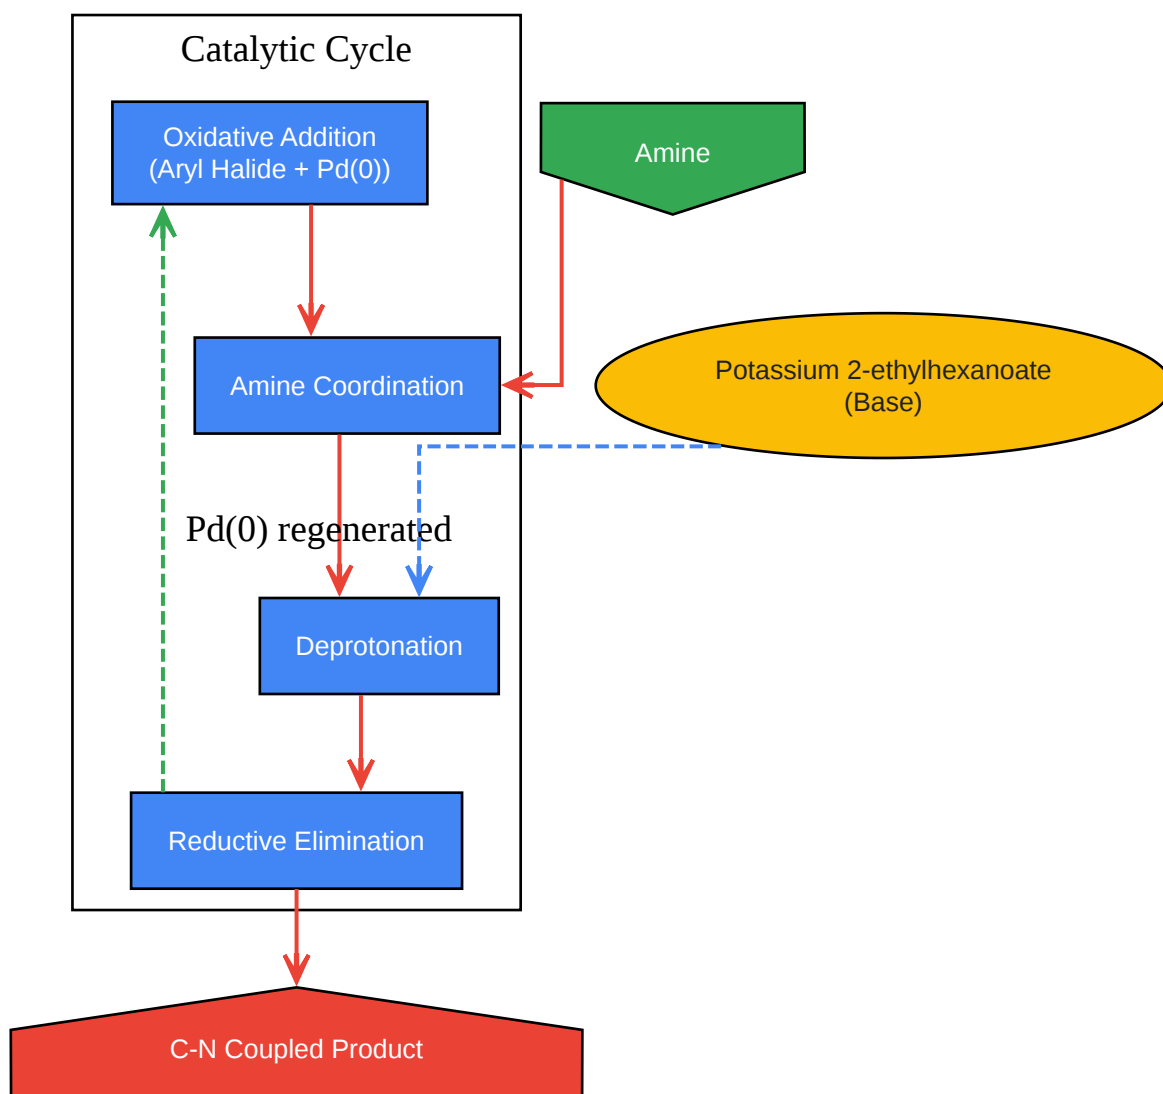 Catalytic Cycle
Oxidative Addition
(Aryl Halide + Pd(0))
Amine
Potassium 2-ethylhexanoate
(Base)
Amine Coordination
Pd(0) regenerated
Deprotonation
Reductive Elimination
C-N Coupled Product